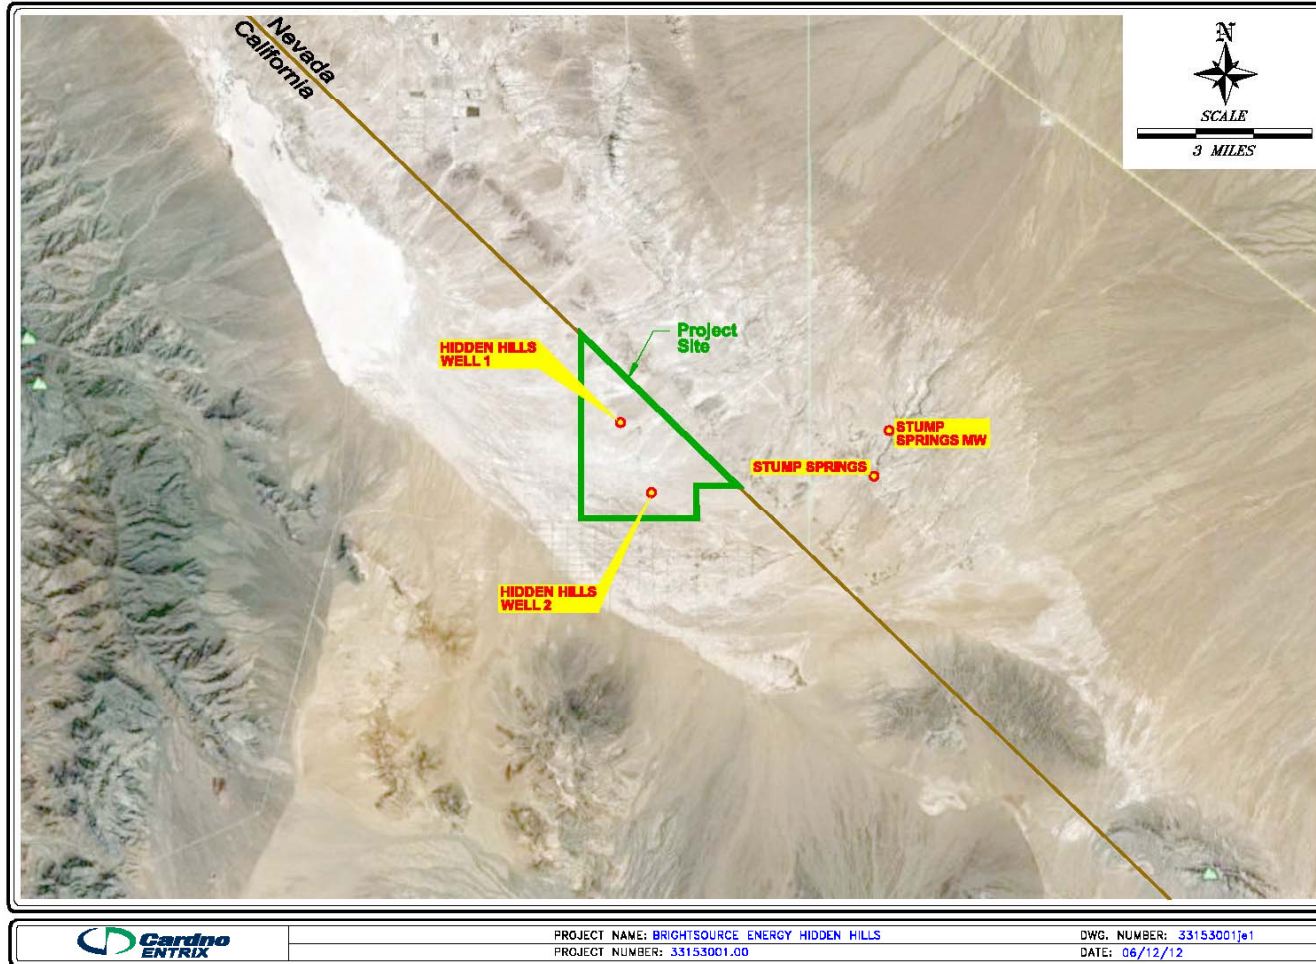 Nevada
California
N
SCALE
3 MILES
Project
Site
HIDDEN HILLS
WELL 1
STUMP
SPRINGS MW
STUMP SPRINGS
HIDDEN HILLS
WELL 2
Cardno
ENTRIX
PROJECT NAME: BRIGHTSOURCE ENERGY HIDDEN HILLS
PROJECT NUMBER: 33153001.00
DWG. NUMBER: 33153001je1
DATE: 06/12/12